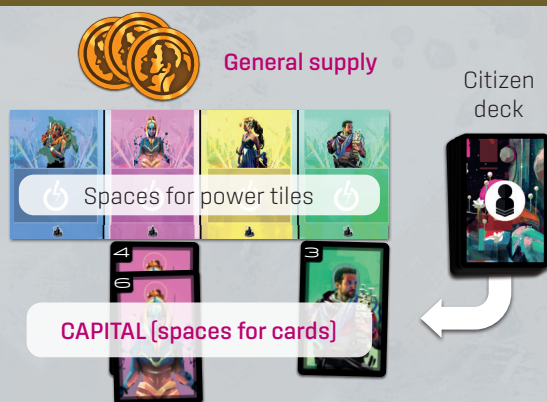 General supply
Citizen
deck
Spaces for power tiles
4
6
3
CAPITAL (spaces for cards)